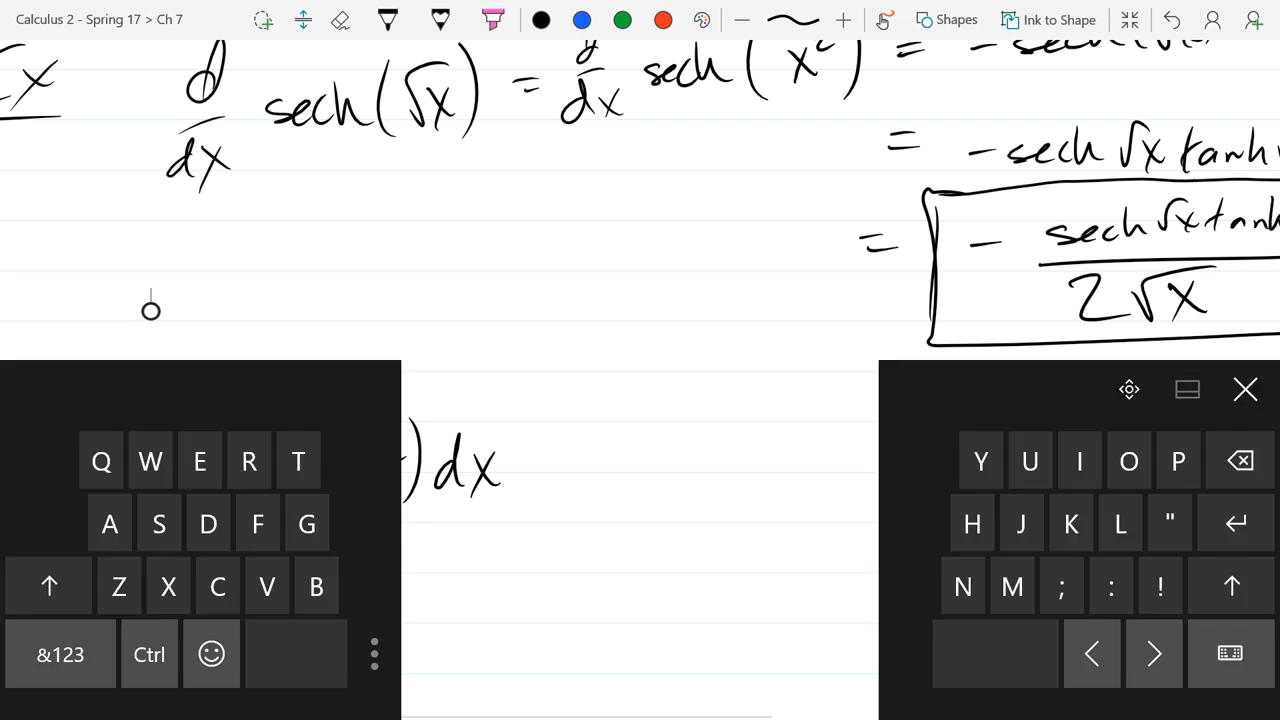 Calculus 2 - Spring 17 > Ch 7
Shapes
Ink to Shape
x d/dx sech(√x) = d/dx sech(x
= - sech
= - sech √x tanh
= - sech √x tanh / 2√x
) dx
Q W E R T
Y U I O P
A S D F G
H J K L "
Z X C V B
N M ; : !
&123 Ctrl